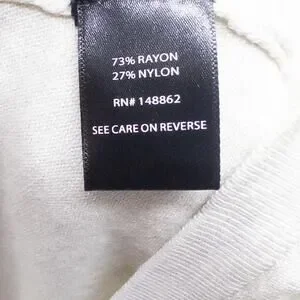 73% RAYON
27% NYLON
RN# 148862
SEE CARE ON REVERSE